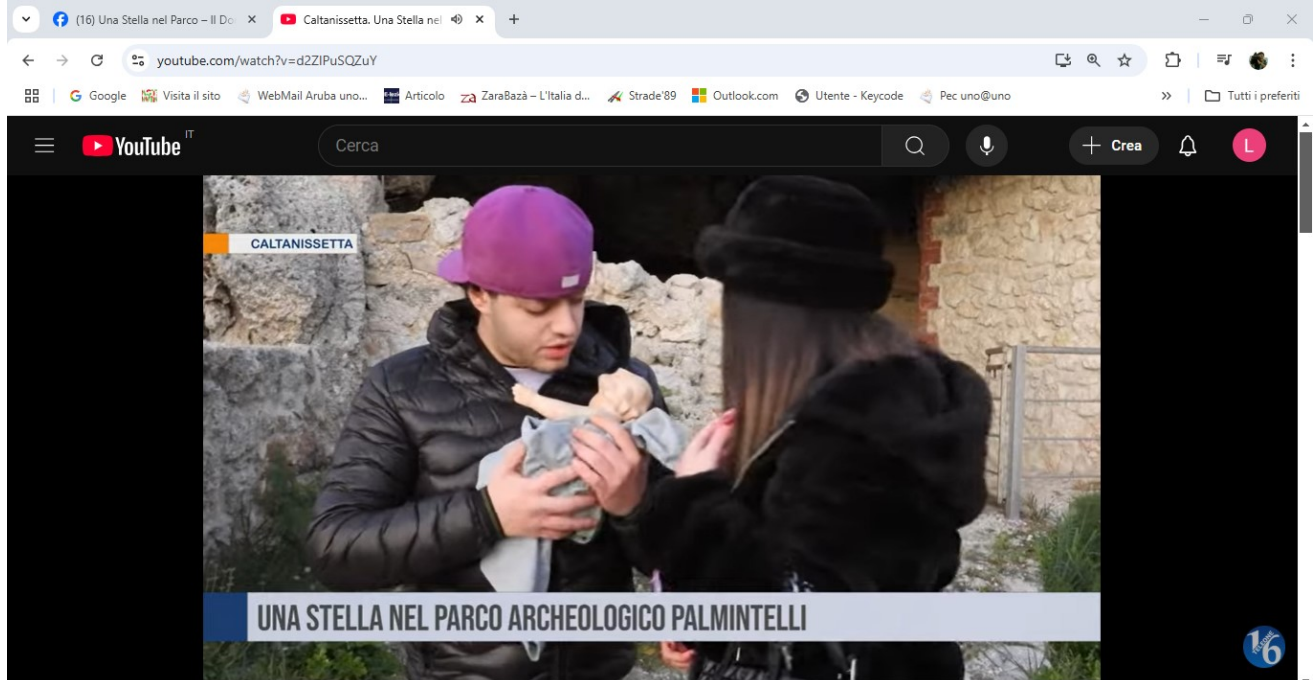 (16) Una Stella nel Parco – Il Do
Caltanissetta. Una Stella nel
youtube.com/watch?v=d2ZIPuSQZuY
Google
Visita il sito
WebMail Aruba uno...
Articolo
ZaraBazà – L'Italia d...
Strade'89
Outlook.com
Utente - Keycode
Pec uno@uno
Tutti i preferiti
YouTube IT
Cerca
Crea
L
CALTANISSETTA
UNA STELLA NEL PARCO ARCHEOLOGICO PALMINTELLI